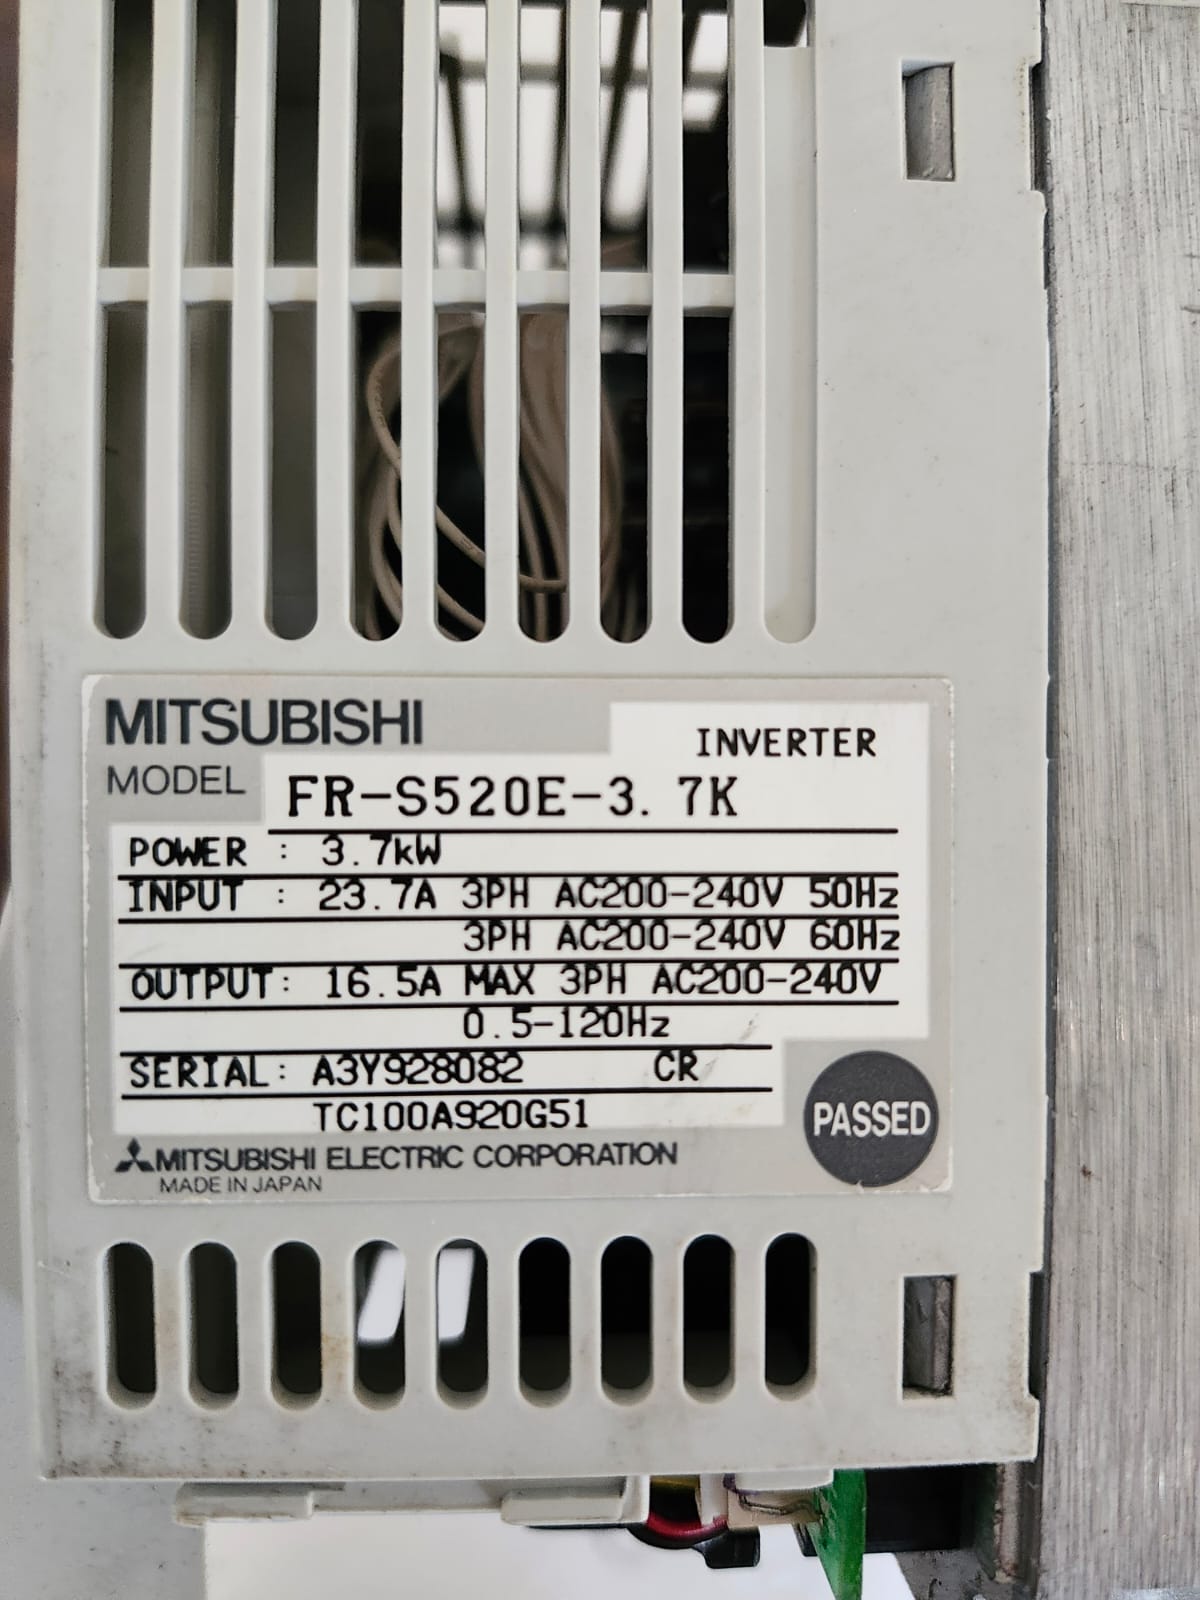 MITSUBISHI
INVERTER
MODEL FR-S520E-3.7K
POWER : 3.7kW
INPUT : 23.7A 3PH AC200-240V 50Hz
3PH AC200-240V 60Hz
OUTPUT: 16.5A MAX 3PH AC200-240V
0.5-120Hz
SERIAL: A3Y928082 CR
TC100A920G51
PASSED
MITSUBISHI ELECTRIC CORPORATION
MADE IN JAPAN